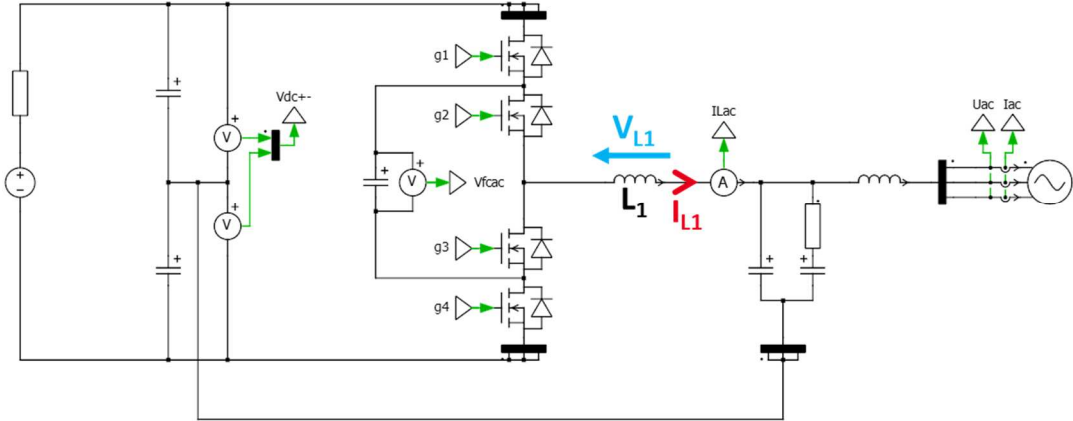 g1
Vdc+-
g2
V
V
Vfcac
V
g3
g4
VL1
L1
IL1
ILac
A
Uac Iac